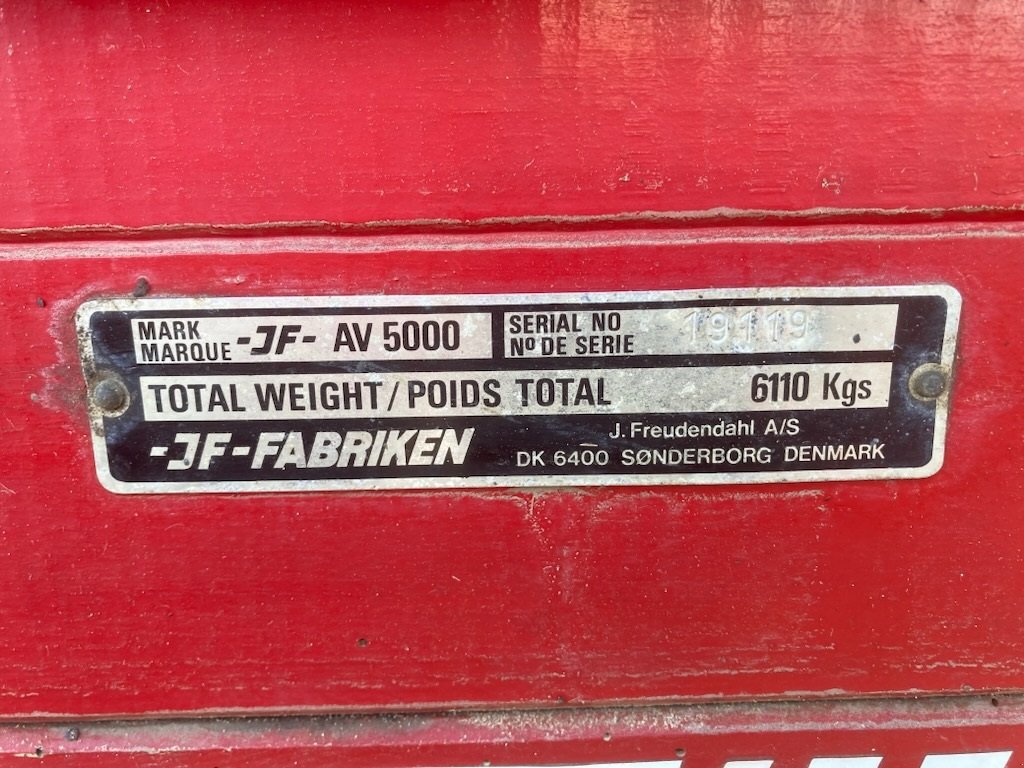 MARK
MARQUE
-JF- AV 5000
SERIAL NO
Nº DE SERIE
19119
TOTAL WEIGHT/POIDS TOTAL 6110 Kgs
-JF-FABRIKEN
J. Freudendahl A/S
DK 6400 SØNDERBORG DENMARK